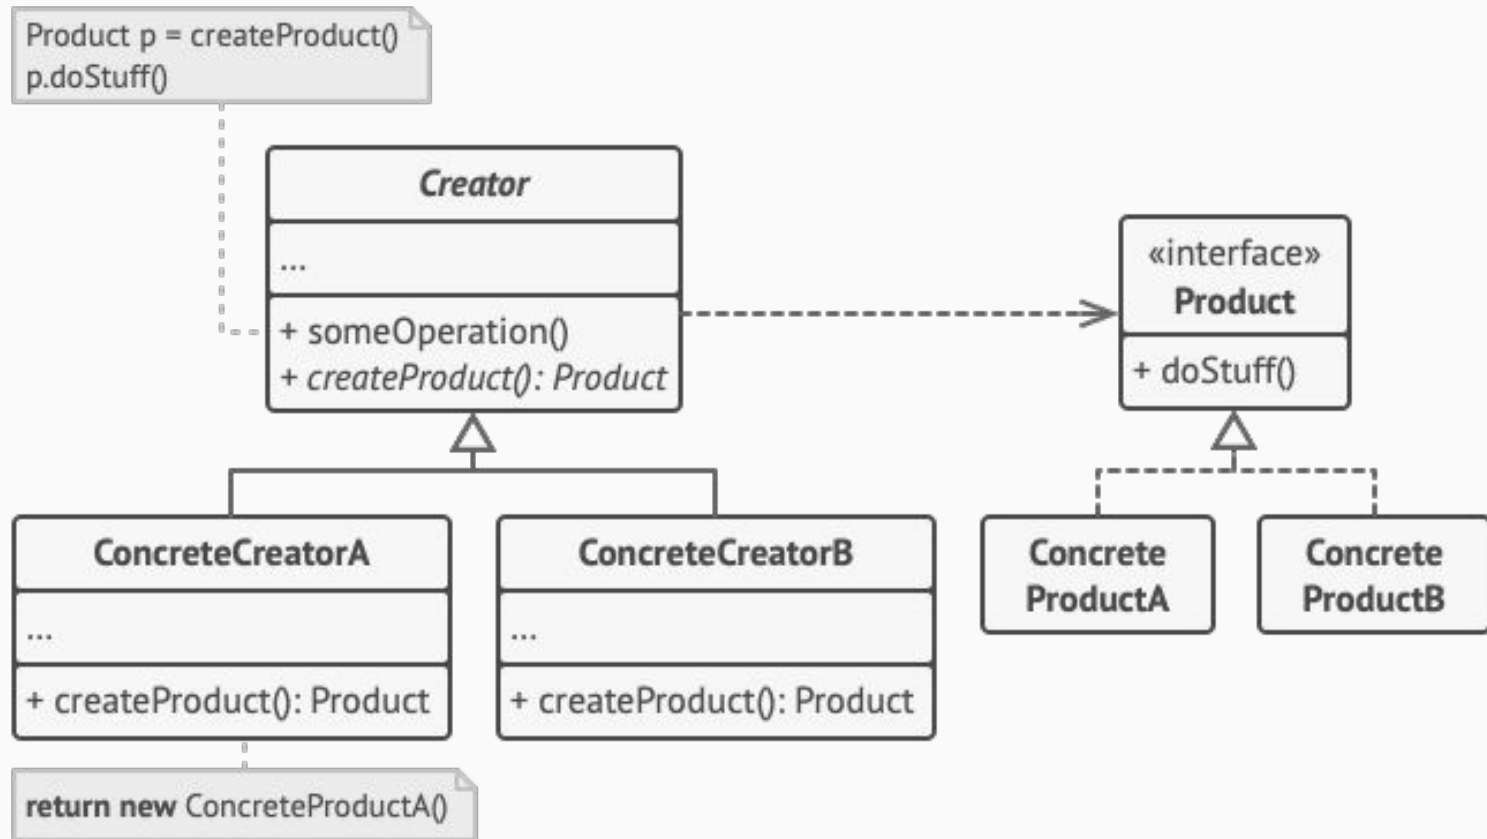 Product p = createProduct()
p.doStuff()
Creator
...
+ someOperation()
+ createProduct(): Product
«interface»
Product
+ doStuff()
ConcreteCreatorA
...
+ createProduct(): Product
ConcreteCreatorB
...
+ createProduct(): Product
Concrete
ProductA
Concrete
ProductB
return new ConcreteProductA()